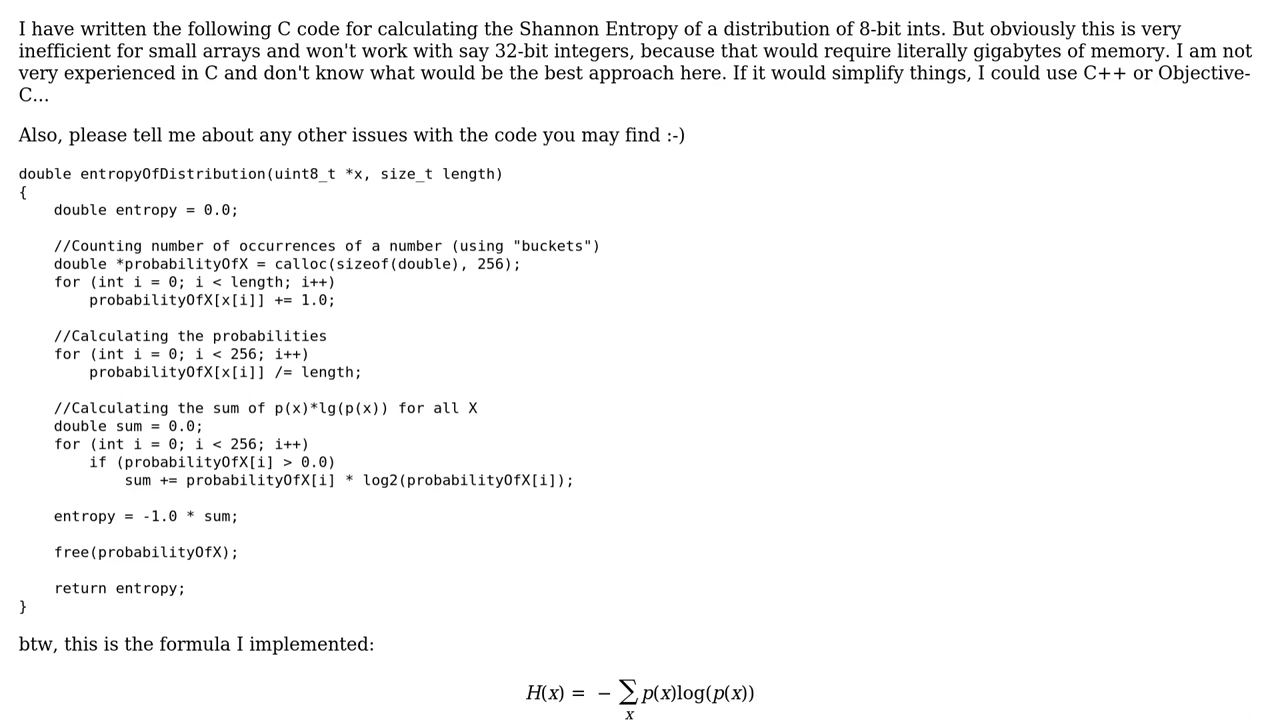 I have written the following C code for calculating the Shannon Entropy of a distribution of 8-bit ints. But obviously this is very
inefficient for small arrays and won't work with say 32-bit integers, because that would require literally gigabytes of memory. I am not
very experienced in C and don't know what would be the best approach here. If it would simplify things, I could use C++ or Objective-
C...
Also, please tell me about any other issues with the code you may find :-)
double entropyOfDistribution(uint8_t *x, size_t length)
{
    double entropy = 0.0;
    //Counting number of occurrences of a number (using "buckets")
    double *probabilityOfX = calloc(sizeof(double), 256);
    for (int i = 0; i < length; i++)
        probabilityOfX[x[i]] += 1.0;
    //Calculating the probabilities
    for (int i = 0; i < 256; i++)
        probabilityOfX[x[i]] /= length;
    //Calculating the sum of p(x)*lg(p(x)) for all X
    double sum = 0.0;
    for (int i = 0; i < 256; i++)
        if (probabilityOfX[i] > 0.0)
            sum += probabilityOfX[i] * log2(probabilityOfX[i]);
    entropy = -1.0 * sum;
    free(probabilityOfX);
    return entropy;
}
btw, this is the formula I implemented:
H(x) = − ∑ p(x)log(p(x))
x